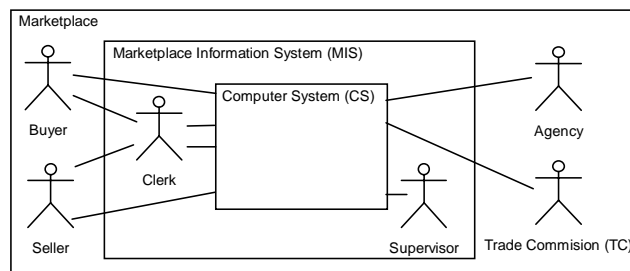 Marketplace
Marketplace Information System (MIS)
Computer System (CS)
Buyer
Agency
Clerk
Seller
Supervisor
Trade Commision (TC)